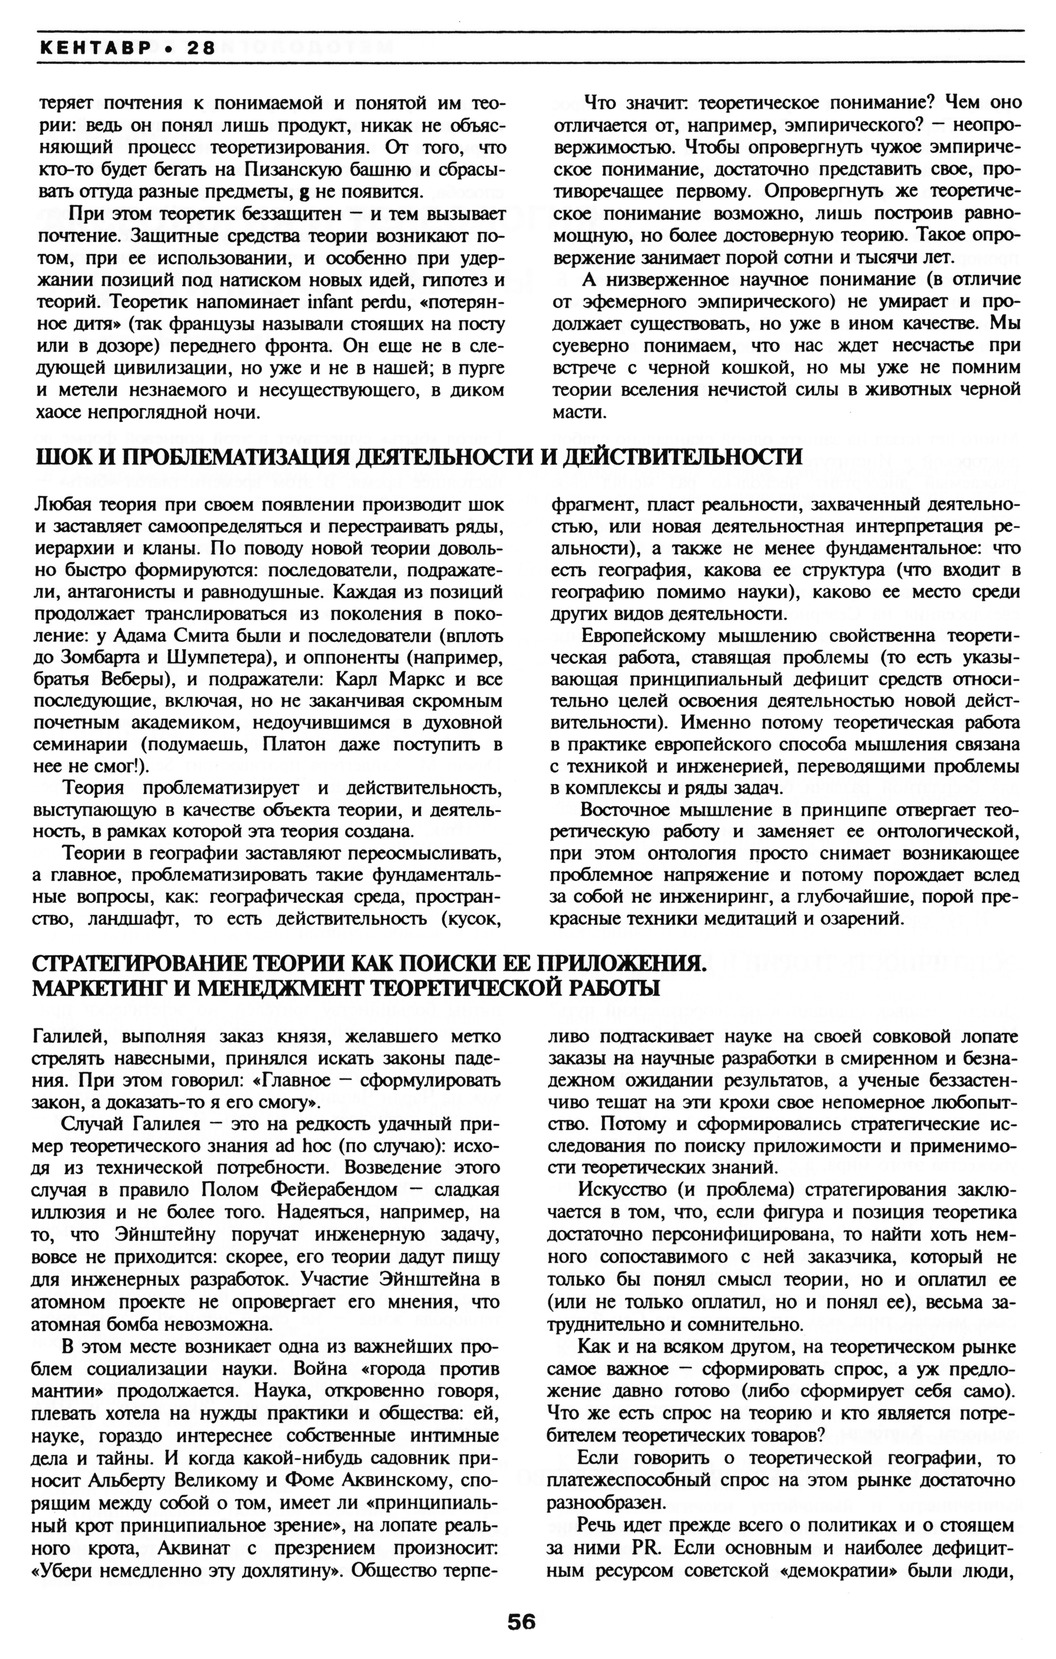 КЕНТАВР • 28
теряет почтения к понимаемой и понятой им тео-
рии: ведь он понял лишь продукт, никак не объяс-
няющий процесс теоретизирования. От того, что
кто-то будет бегать на Пизанскую башню и сбрасы-
вать оттуда разные предметы, g не появится.
При этом теоретик беззащитен — и тем вызывает
почтение. Защитные средства теории возникают по-
том, при ее использовании, и особенно при удер-
жании позиций под натиском новых идей, гипотез и
теорий. Теоретик напоминает infant perdu, «потерян-
ное дитя» (так французы называли стоящих на посту
или в дозоре) переднего фронта. Он еще не в сле-
дующей цивилизации, но уже и не в нашей; в пурге
и метели незнаемого и несуществующего, в диком
хаосе непроглядной ночи.
Что значит: теоретическое понимание? Чем оно
отличается от, например, эмпирического? — неопро-
вержимостью. Чтобы опровергнуть чужое эмпириче-
ское понимание, достаточно представить свое, про-
тиворечащее первому. Опровергнуть же теоретиче-
ское понимание возможно, лишь построив равно-
мощную, но более достоверную теорию. Такое опро-
вержение занимает порой сотни и тысячи лет.
А низверженное научное понимание (в отличие
от эфемерного эмпирического) не умирает и про-
должает существовать, но уже в ином качестве. Мы
суеверно понимаем, что нас ждет несчастье при
встрече с черной кошкой, но мы уже не помним
теории вселения нечистой силы в животных черной
масти.
ШОК И ПРОБЛЕМАТИЗАЦИЯ ДЕЯТЕЛЬНОСТИ И ДЕЙСТВИТЕЛЬНОСТИ
Любая теория при своем появлении производит шок
и заставляет самоопределяться и перестраивать ряды,
иерархии и кланы. По поводу новой теории доволь-
но быстро формируются: последователи, подражате-
ли, антагонисты и равнодушные. Каждая из позиций
продолжает транслироваться из поколения в поко-
ление: у Адама Смита были и последователи (вплоть
до Зомбарта и Шумпетера), и оппоненты (например,
братья Веберы), и подражатели: Карл Маркс и все
последующие, включая, но не заканчивая скромным
почетным академиком, недоучившимся в духовной
семинарии (подумаешь, Платон даже поступить в
нее не смог!).
Теория проблематизирует и действительность,
выступающую в качестве объекта теории, и деятель-
ность, в рамках которой эта теория создана.
Теории в географии заставляют переосмысливать,
а главное, проблематизировать такие фундаменталь-
ные вопросы, как: географическая среда, простран-
ство, ландшафт, то есть действительность (кусок,
фрагмент, пласт реальности, захваченный деятельно-
стью, или новая деятельностная интерпретация ре-
альности), а также не менее фундаментальное: что
есть география, какова ее структура (что входит в
географию помимо науки), каково ее место среди
других видов деятельности.
Европейскому мышлению свойственна теорети-
ческая работа, ставящая проблемы (то есть указы-
вающая принципиальный дефицит средств относи-
тельно целей освоения деятельностью новой дейст-
вительности). Именно потому теоретическая работа
в практике европейского способа мышления связана
с техникой и инженерией, переводящими проблемы
в комплексы и ряды задач.
Восточное мышление в принципе отвергает тео-
ретическую работу и заменяет ее онтологической,
при этом онтология просто снимает возникающее
проблемное напряжение и потому порождает вслед
за собой не инжениринг, а глубочайшие, порой пре-
красные техники медитаций и озарений.
СТРАТЕГИРОВАНИЕ ТЕОРИИ КАК ПОИСКИ ЕЕ ПРИЛОЖЕНИЯ.
МАРКЕТИНГ И МЕНЕДЖМЕНТ ТЕОРЕТИЧЕСКОЙ РАБОТЫ
Галилей, выполняя заказ князя, желавшего метко
стрелять навесными, принялся искать законы паде-
ния. При этом говорил: «Главное — сформулировать
закон, а доказать-то я его смогу».
Случай Галилея — это на редкость удачный при-
мер теоретического знания ad hoc (по случаю): исхо-
дя из технической потребности. Возведение этого
случая в правило Полом Фейерабендом — сладкая
иллюзия и не более того. Надеяться, например, на
то, что Эйнштейну поручат инженерную задачу,
вовсе не приходится: скорее, его теории дадут пищу
для инженерных разработок. Участие Эйнштейна в
атомном проекте не опровергает его мнения, что
атомная бомба невозможна.
В этом месте возникает одна из важнейших про-
блем социализации науки. Война «города против
мантии» продолжается. Наука, откровенно говоря,
плевать хотела на нужды практики и общества: ей,
науке, гораздо интереснее собственные интимные
дела и тайны. И когда какой-нибудь садовник при-
носит Альберту Великому и Фоме Аквинскому, спо-
рящим между собой о том, имеет ли «принципиаль-
ный крот принципиальное зрение», на лопате реаль-
ного крота, Аквинат с презрением произносит:
«Убери немедленно эту дохлятину». Общество терпе-
ливо подтаскивает науке на своей совковой лопате
заказы на научные разработки в смиренном и безна-
дежном ожидании результатов, а ученые беззастен-
чиво тешат на эти крохи свое непомерное любопыт-
ство. Потому и сформировались стратегические ис-
следования по поиску приложимости и применимо-
сти теоретических знаний.
Искусство (и проблема) стратегирования заклю-
чается в том, что, если фигура и позиция теоретика
достаточно персонифицирована, то найти хоть нем-
ного сопоставимого с ней заказчика, который не
только бы понял смысл теории, но и оплатил ее
(или не только оплатил, но и понял ее), весьма за-
труднительно и сомнительно.
Как и на всяком другом, на теоретическом рынке
самое важное — сформировать спрос, а уж предло-
жение давно готово (либо сформирует себя само).
Что же есть спрос на теорию и кто является потре-
бителем теоретических товаров?
Если говорить о теоретической географии, то
платежеспособный спрос на этом рынке достаточно
разнообразен.
Речь идет прежде всего о политиках и о стоящем
за ними PR. Если основным и наиболее дефицит-
ным ресурсом советской «демократии» были люди,
56